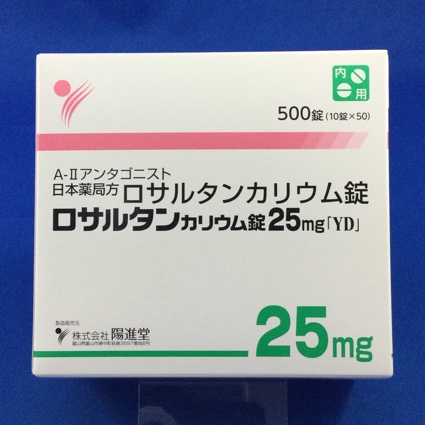 内
用
500錠(10錠×50)
A-Ⅱアンタゴニスト
日本薬局方 ロサルタンカリウム錠
ロサルタンカリウム錠25mg「YD」
製造販売元
株式会社 陽進堂
25mg